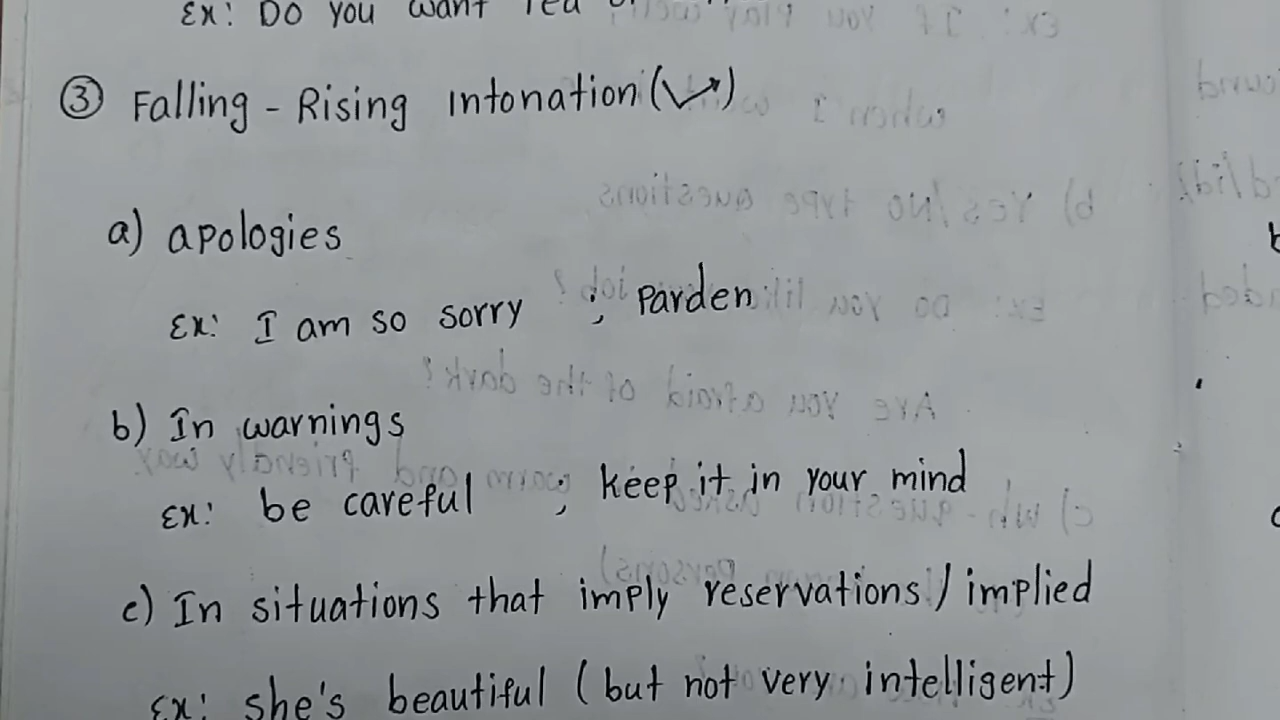 Ex: Do you want Tea
③ Falling - Rising Intonation (↘↗)
a) apologies
Ex: I am so sorry ; Parden
b) In warnings
Ex: be careful ; keep it in your mind
c) In situations that imply reservations / implied
Ex: she's beautiful (but not very intelligent)